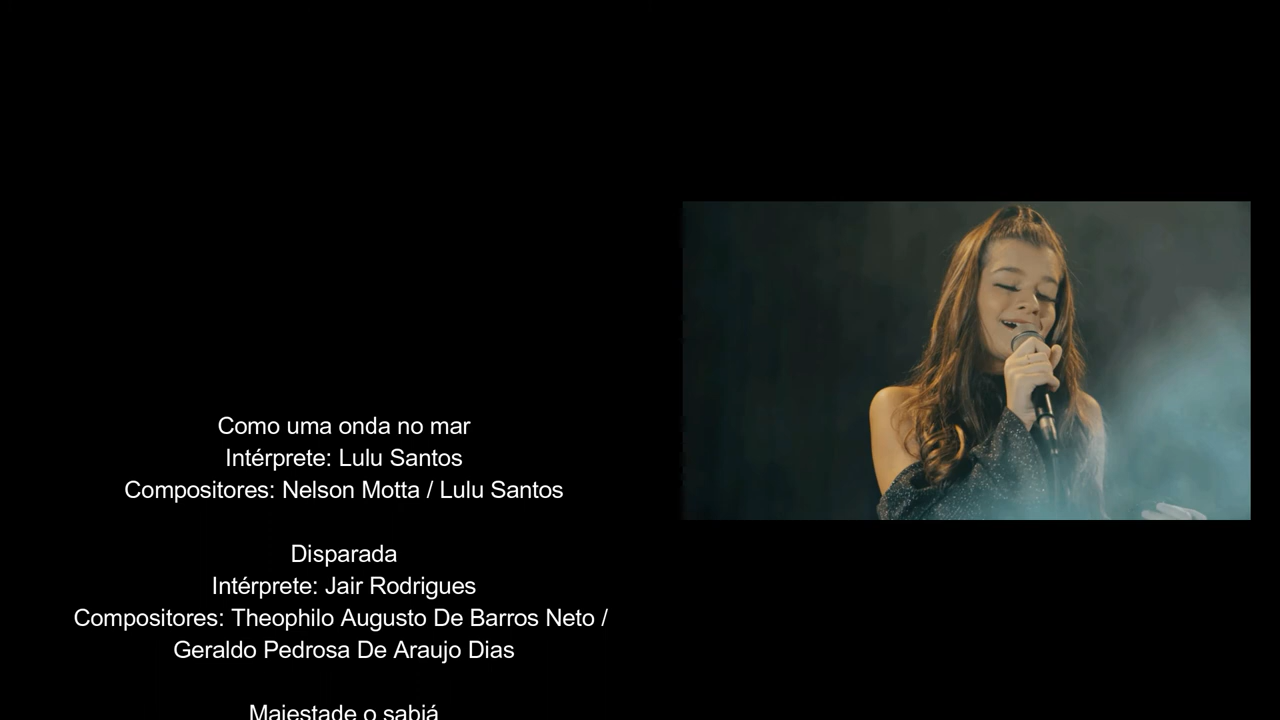 Como uma onda no mar
Intérprete: Lulu Santos
Compositores: Nelson Motta / Lulu Santos
Disparada
Intérprete: Jair Rodrigues
Compositores: Theophilo Augusto De Barros Neto /
Geraldo Pedrosa De Araujo Dias
Majestade o sabiá